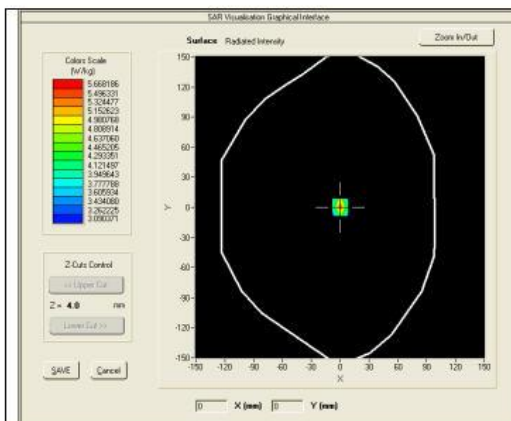 SAR Visualisation Graphical Interface
Surface Radiated Intensity
Zoom In/Out
Colors Scale
(W/kg)
5.668186
5.496331
5.324477
5.152623
4.980768
4.808914
4.637060
4.465205
4.293351
4.121497
3.949643
3.777788
3.605934
3.434080
3.262225
3.090371
Z-Cuts Control
<< Upper Cut
Z = 4.0 mm
Lower Cut >>
SAVE Cancel
150
120
90
60
30
0
-30
-60
-90
-120
-150
Y
-150 -120 -90 -60 -30 0 30 60 90 120 150
X
0 X (mm) 0 Y (mm)